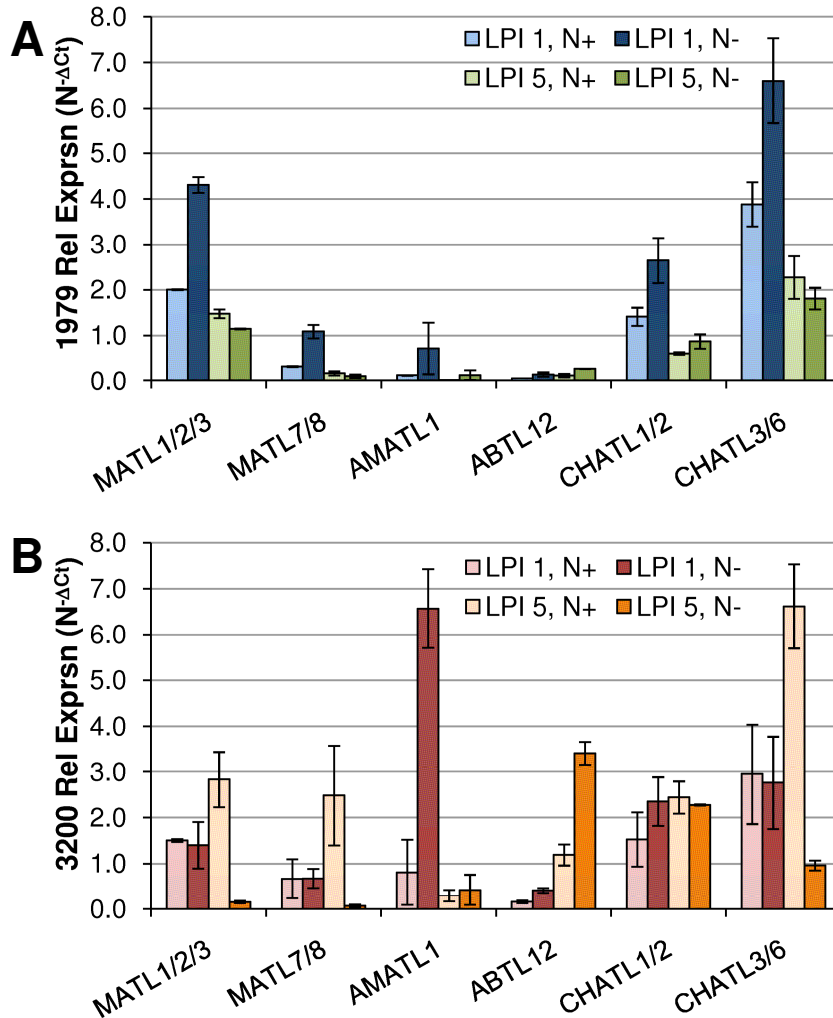 A
1979 Rel Exprsn (N-ΔCt)
8.0
7.0
6.0
5.0
4.0
3.0
2.0
1.0
0.0
LPI 1, N+ LPI 1, N-
LPI 5, N+ LPI 5, N-
MATL1/2/3 MATL7/8 AMATL1 ABTL12 CHATL1/2 CHATL3/6
B
3200 Rel Exprsn (N-ΔCt)
8.0
7.0
6.0
5.0
4.0
3.0
2.0
1.0
0.0
LPI 1, N+ LPI 1, N-
LPI 5, N+ LPI 5, N-
MATL1/2/3 MATL7/8 AMATL1 ABTL12 CHATL1/2 CHATL3/6